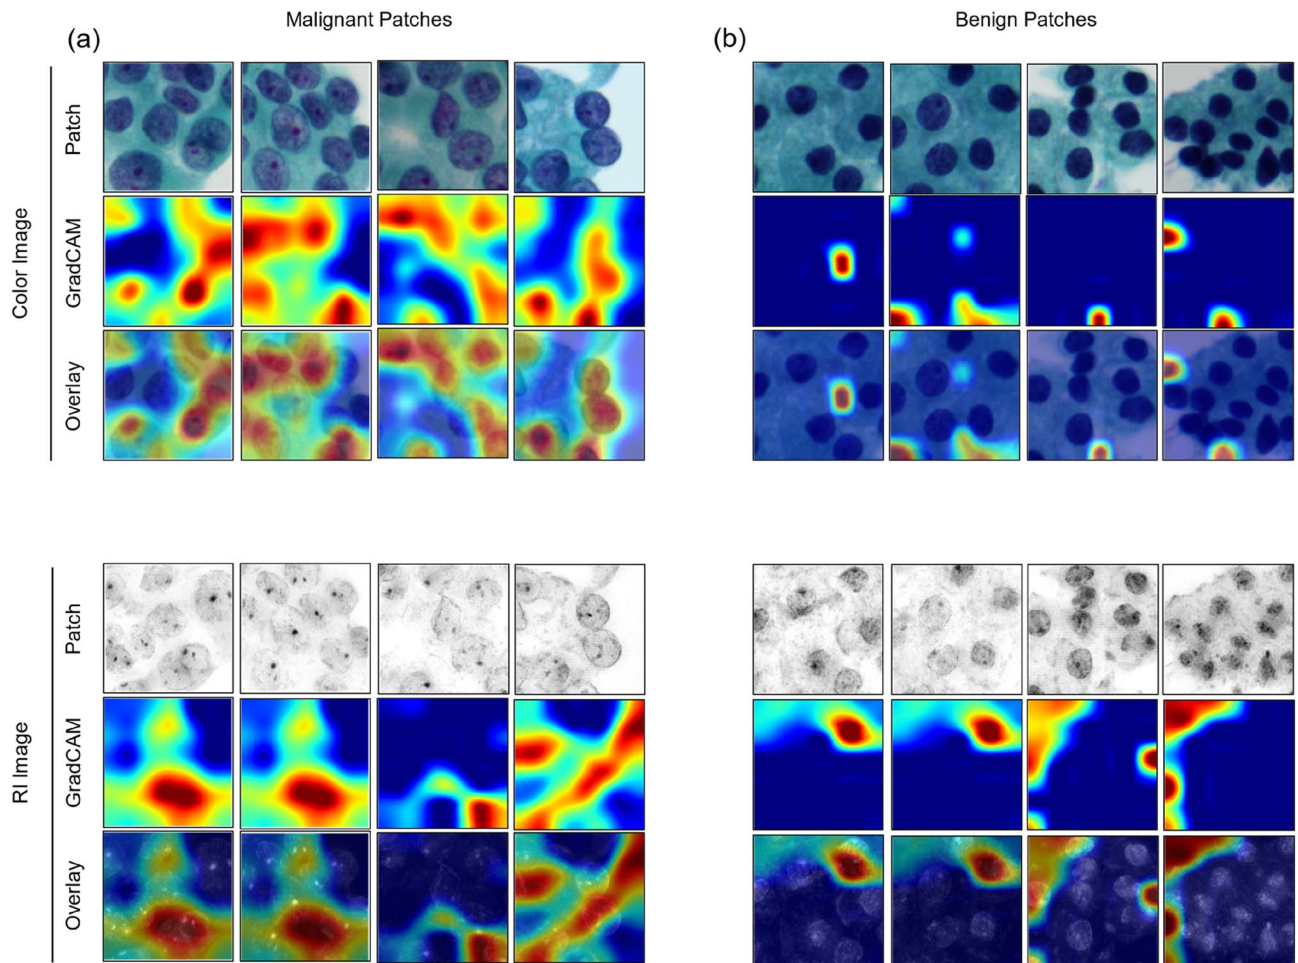 Malignant Patches
Benign Patches
(a)
(b)
Color Image
Patch
GradCAM
Overlay
RI Image
Patch
GradCAM
Overlay